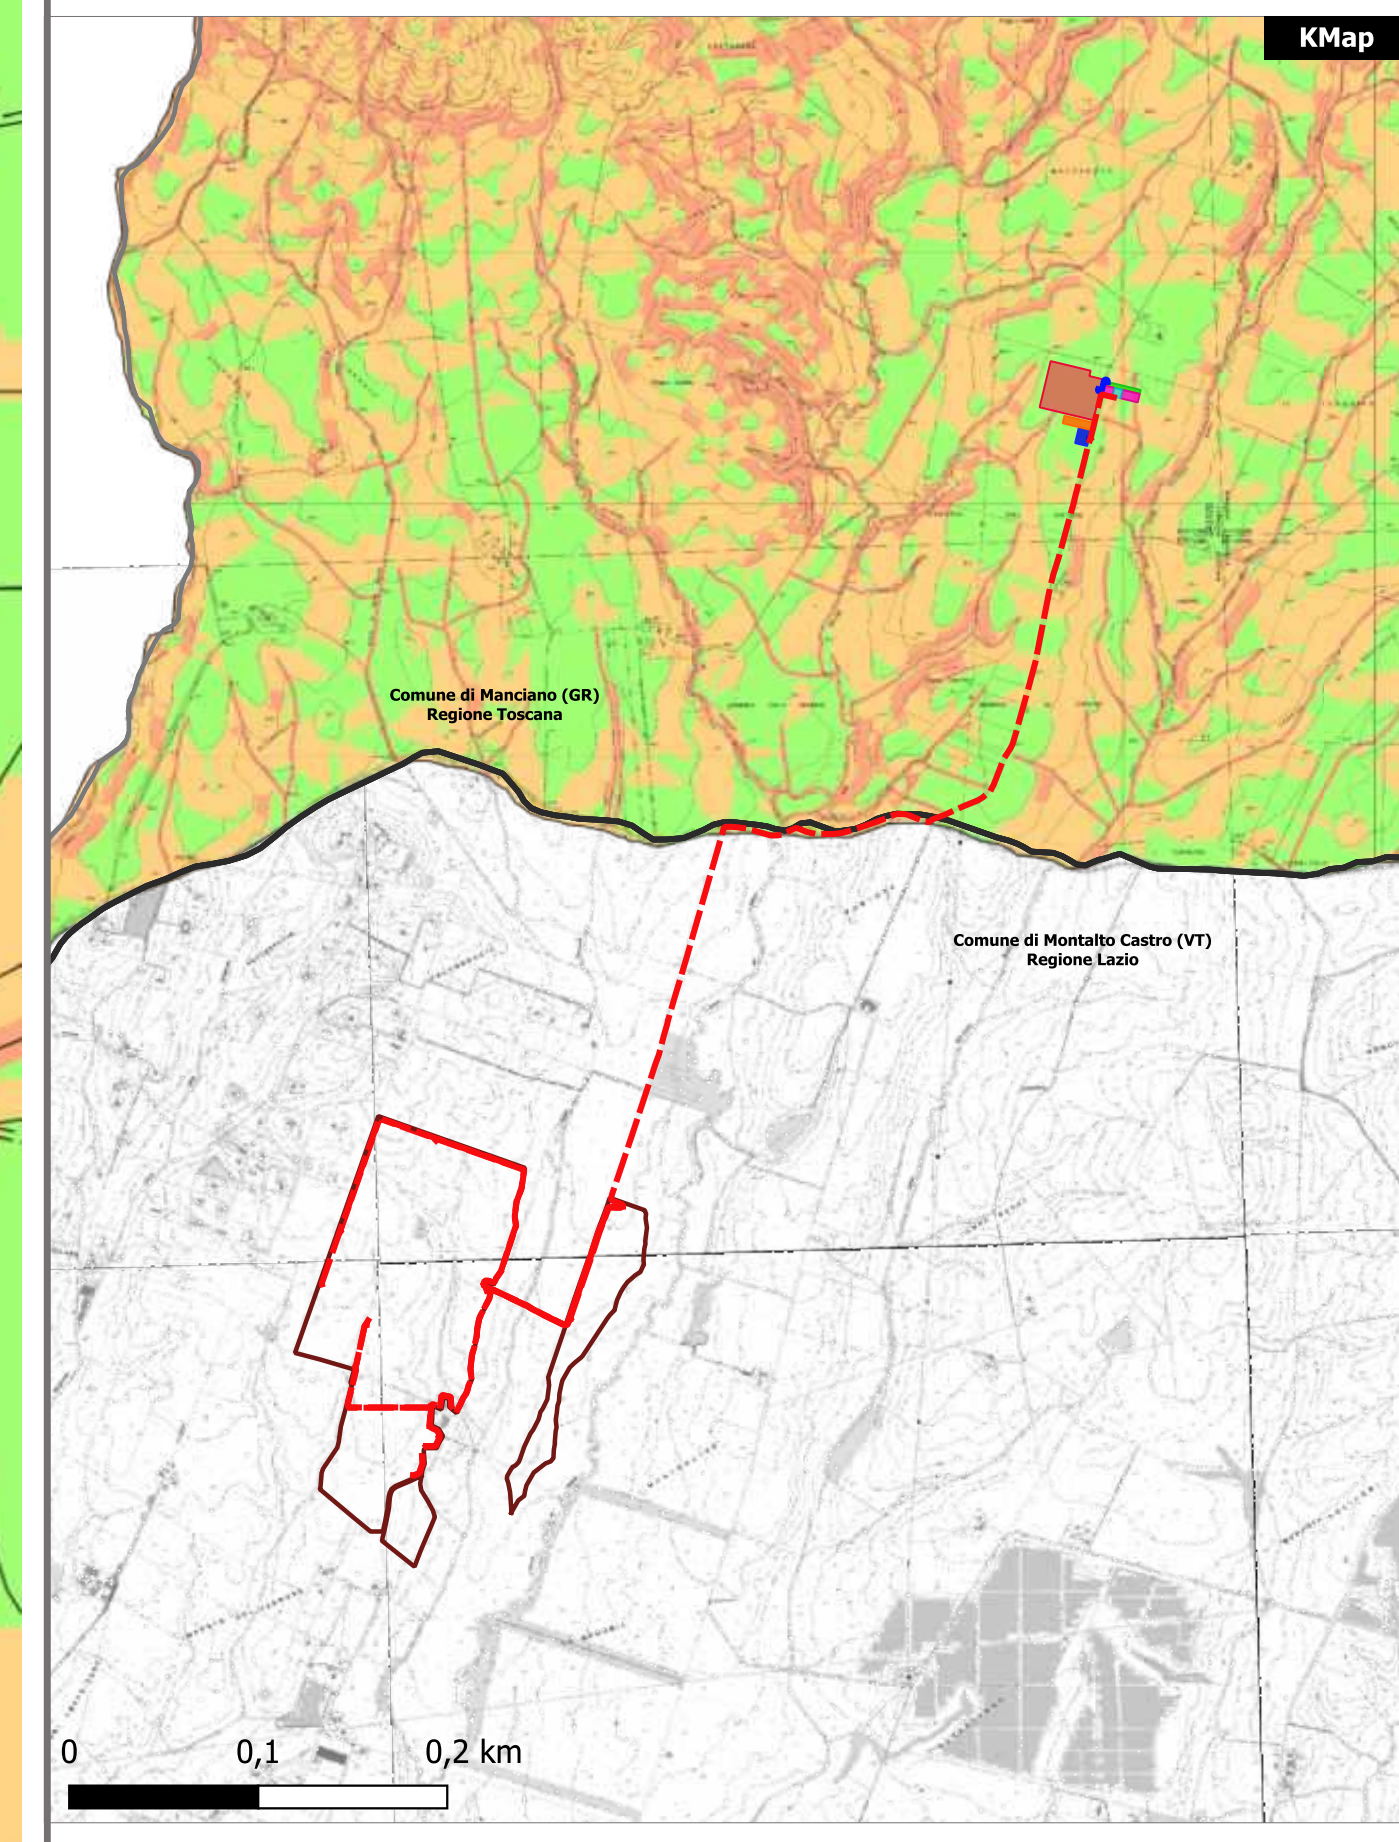 KMap
Comune di Manciano (GR)
Regione Toscana
Comune di Montalto Castro (VT)
Regione Lazio
0 0,1 0,2 km